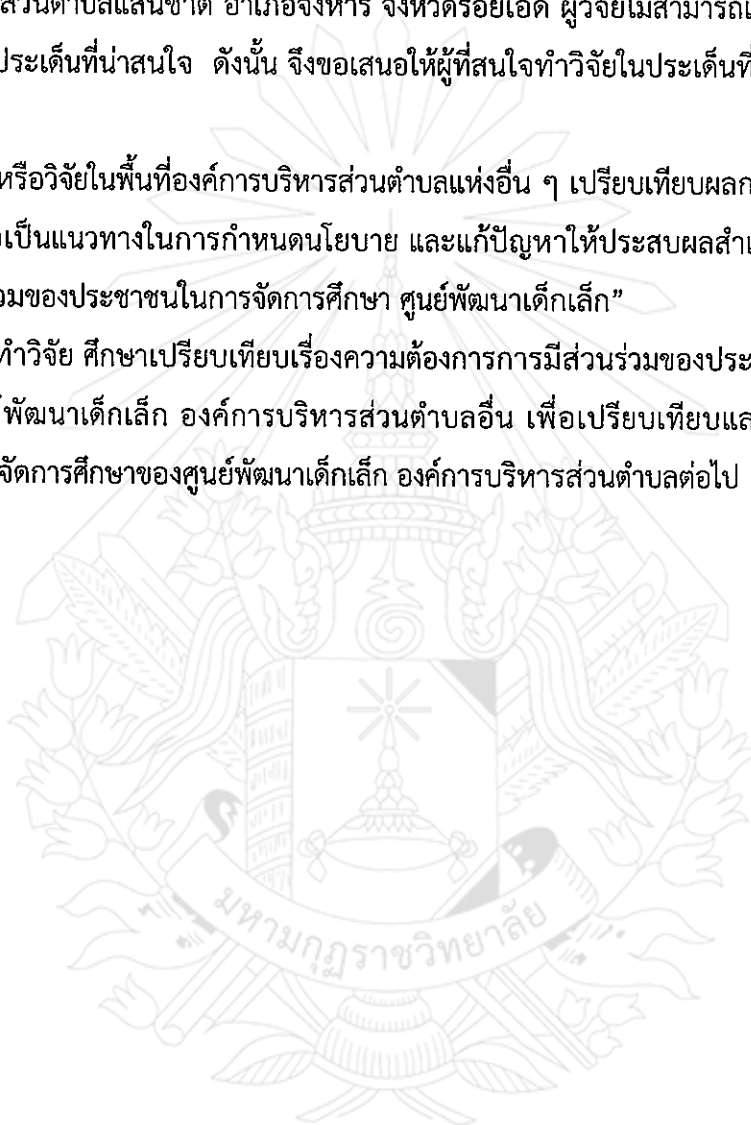 ส่วนตำบลแสนชาติ อำเภอจังหาร จังหวัดร้อยเอ็ด ผู้วิจัยไม่สามารถ
ประเด็นที่น่าสนใจ ดังนั้น จึงขอเสนอให้ผู้ที่สนใจทำวิจัยในประเด็นที่
หรือวิจัยในพื้นที่องค์การบริหารส่วนตำบลแห่งอื่น ๆ เปรียบเทียบผลก
เป็นแนวทางในการกำหนดนโยบาย และแก้ปัญหาให้ประสบผลสำเ
วมของประชาชนในการจัดการศึกษา ศูนย์พัฒนาเด็กเล็ก”
ทำวิจัย ศึกษาเปรียบเทียบเรื่องความต้องการการมีส่วนร่วมของประ
พัฒนาเด็กเล็ก องค์การบริหารส่วนตำบลอื่น เพื่อเปรียบเทียบแล
จัดการศึกษาของศูนย์พัฒนาเด็กเล็ก องค์การบริหารส่วนตำบลต่อไป
มหามกุฏราชวิทยาลัย